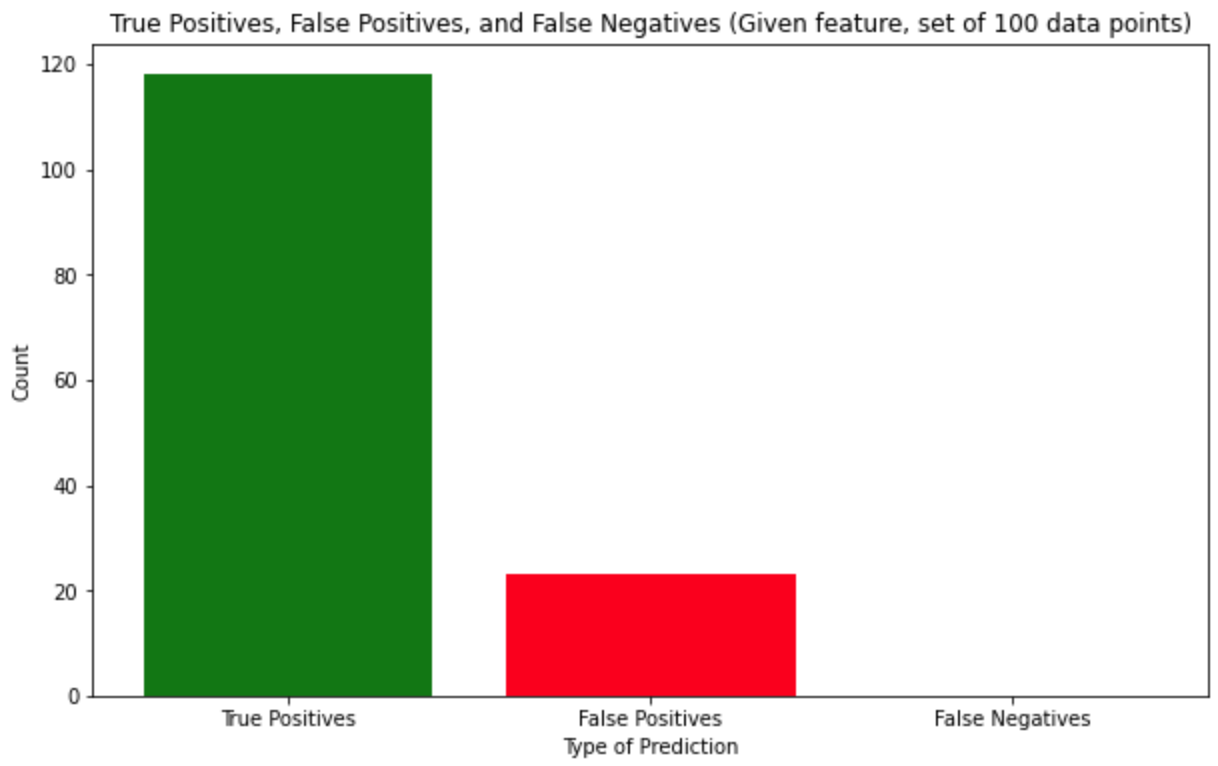 True Positives, False Positives, and False Negatives (Given feature, set of 100 data points)
120
100
80
60
40
20
0
Count
True Positives
False Positives
False Negatives
Type of Prediction